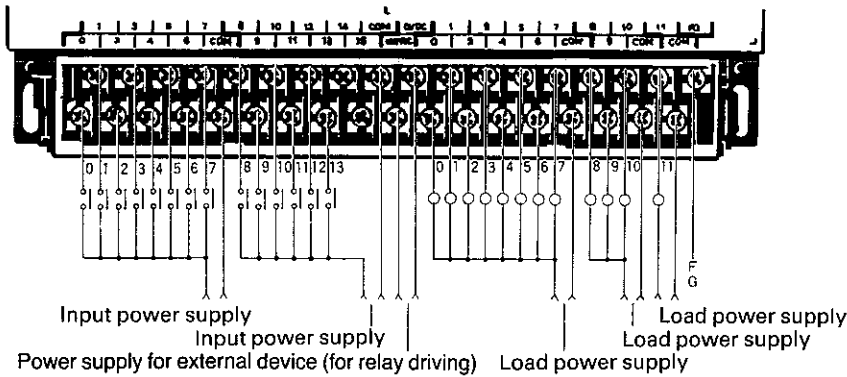 L
1 3 5 7 8 10 12 14 COM 1 3 5 7 8 10 11
0 2 4 6 COM 9 11 13 0 2 4 6 COM 9 COM COM
0 1 2 3 4 5 6 7 8 9 10 11 12 13 0 1 2 3 4 5 6 7 8 9 10 11
F
G
Input power supply
Load power supply
Input power supply
Load power supply
Power supply for external device (for relay driving)
Load power supply